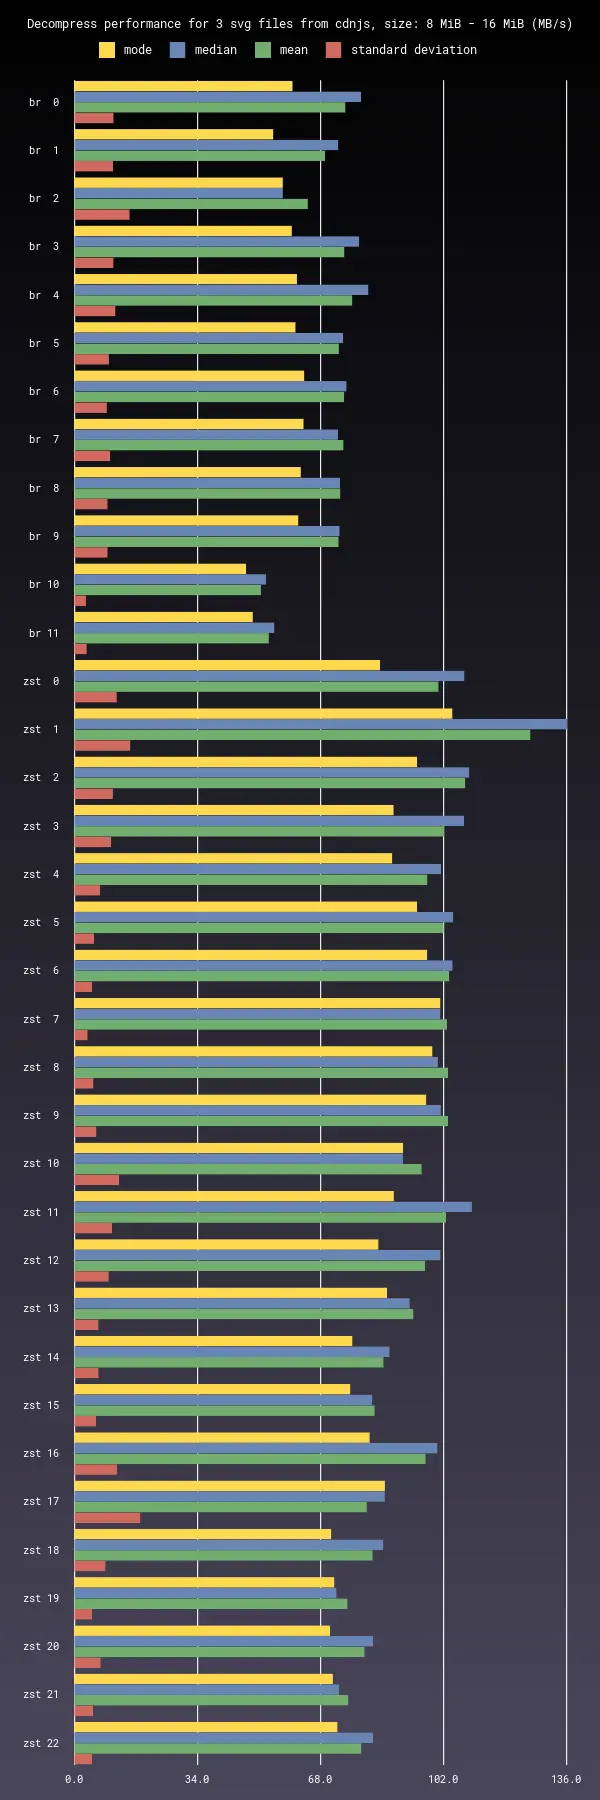 Decompress performance for 3 svg files from cdnjs, size: 8 MiB - 16 MiB (MB/s)
mode median mean standard deviation
br 0
br 1
br 2
br 3
br 4
br 5
br 6
br 7
br 8
br 9
br 10
br 11
zst 0
zst 1
zst 2
zst 3
zst 4
zst 5
zst 6
zst 7
zst 8
zst 9
zst 10
zst 11
zst 12
zst 13
zst 14
zst 15
zst 16
zst 17
zst 18
zst 19
zst 20
zst 21
zst 22
0.0 34.0 68.0 102.0 136.0